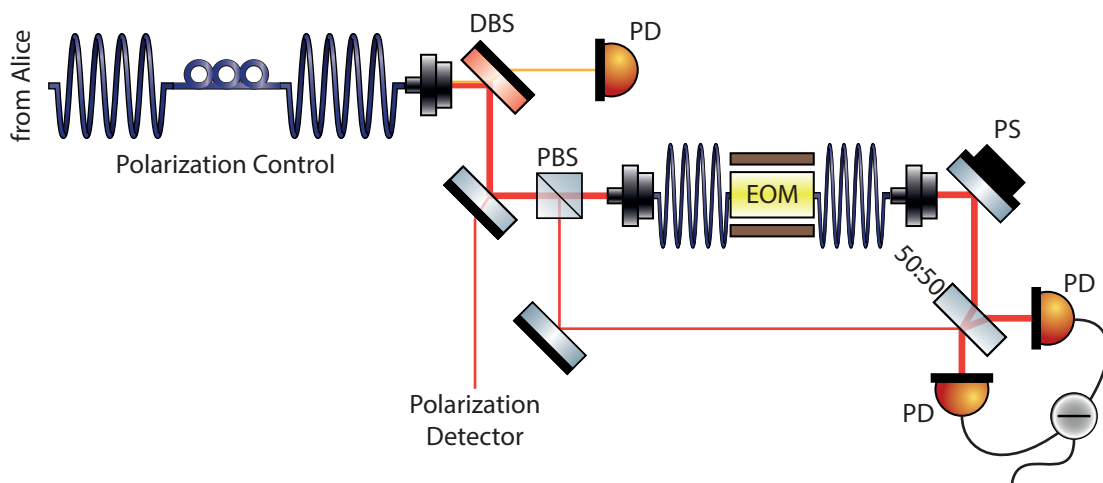 from Alice
Polarization Control
DBS
PD
PBS
EOM
PS
50:50
PD
PD
Polarization
Detector